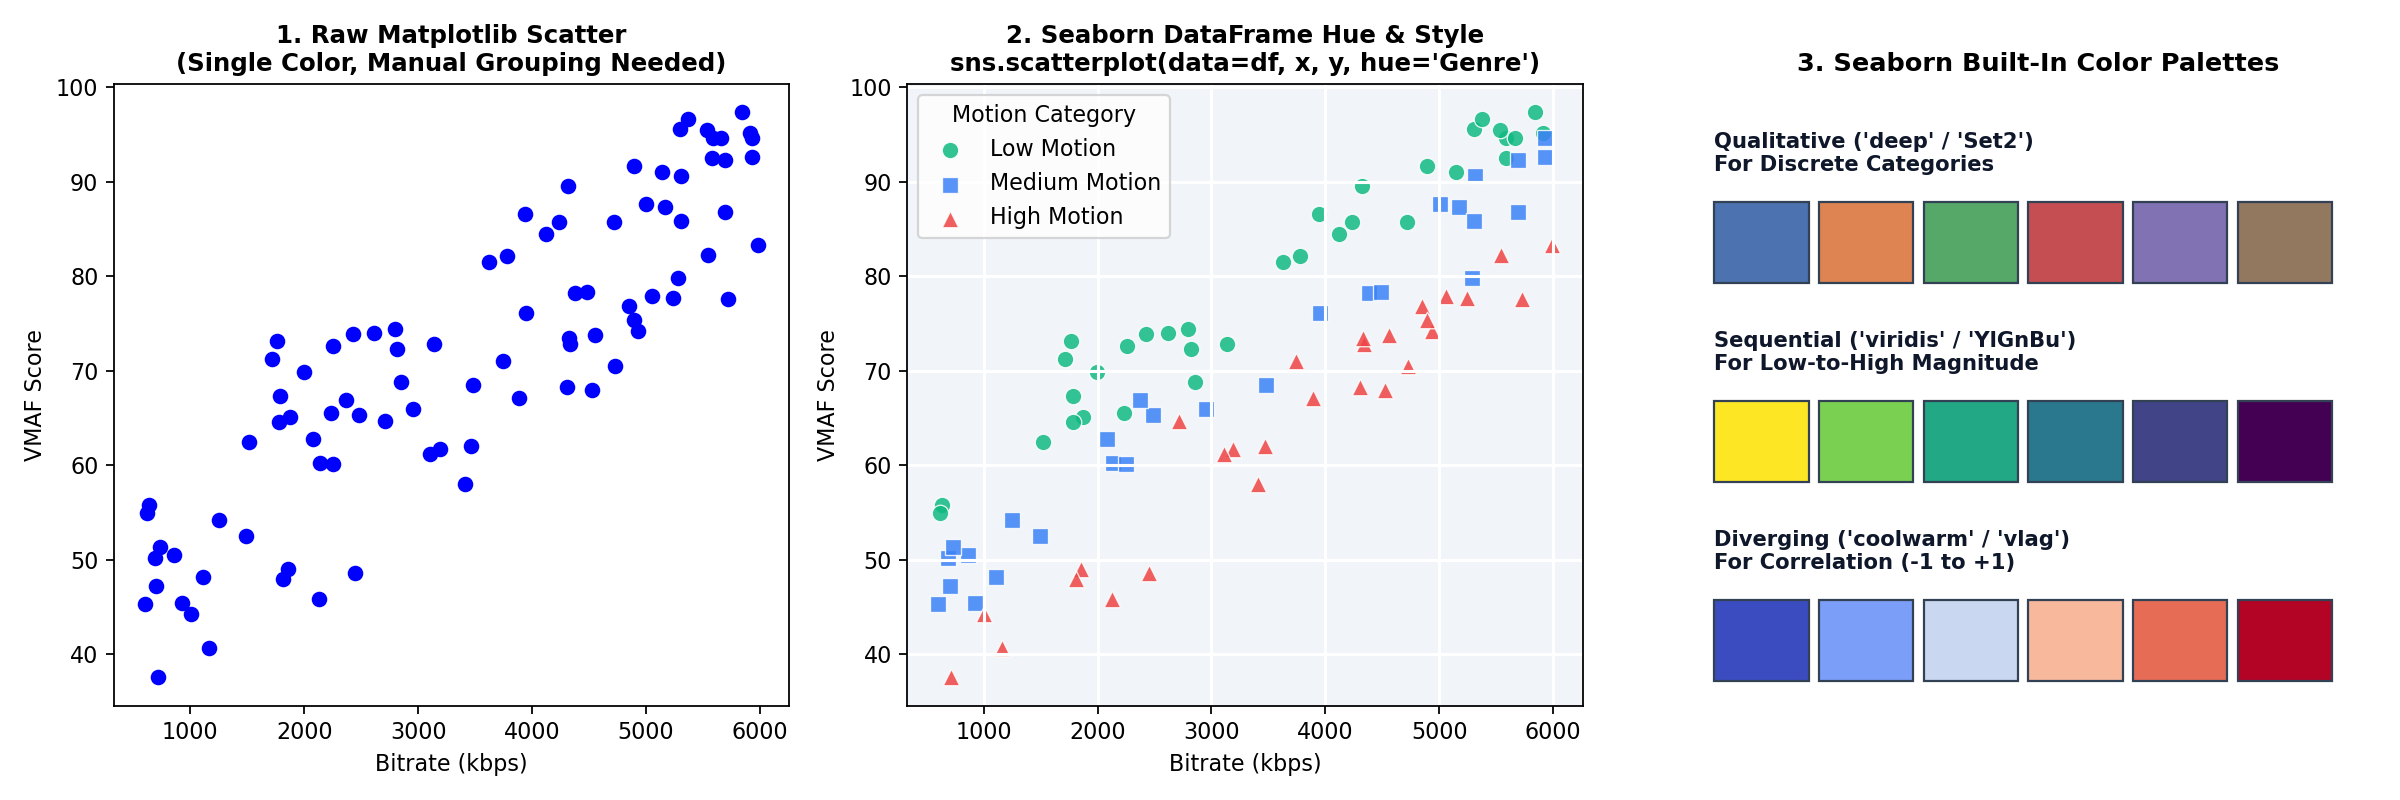 1. Raw Matplotlib Scatter
(Single Color, Manual Grouping Needed)
100
90
80
70
60
50
40
VMAF Score
1000 2000 3000 4000 5000 6000
Bitrate (kbps)
2. Seaborn DataFrame Hue & Style
sns.scatterplot(data=df, x, y, hue='Genre')
Motion Category
Low Motion
Medium Motion
High Motion
100
90
80
70
60
50
40
VMAF Score
1000 2000 3000 4000 5000 6000
Bitrate (kbps)
3. Seaborn Built-In Color Palettes
Qualitative ('deep' / 'Set2')
For Discrete Categories
Sequential ('viridis' / 'YlGnBu')
For Low-to-High Magnitude
Diverging ('coolwarm' / 'vlag')
For Correlation (-1 to +1)